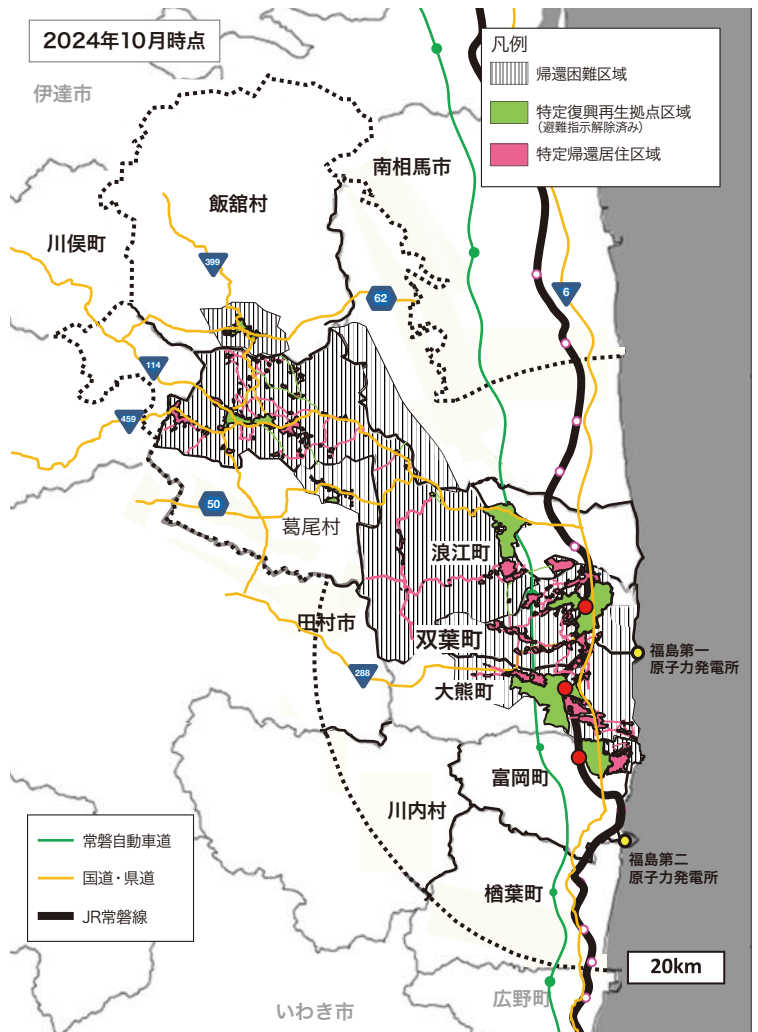 2024年10月時点
凡例
帰還困難区域
特定復興再生拠点区域
(避難指示解除済み)
特定帰還居住区域
伊達市
南相馬市
飯舘村
川俣町
399
62
6
114
459
50
葛尾村
浪江町
田村市
双葉町
福島第一
原子力発電所
288
大熊町
富岡町
川内村
常磐自動車道
国道・県道
JR常磐線
福島第二
原子力発電所
楢葉町
20km
広野町
いわき市